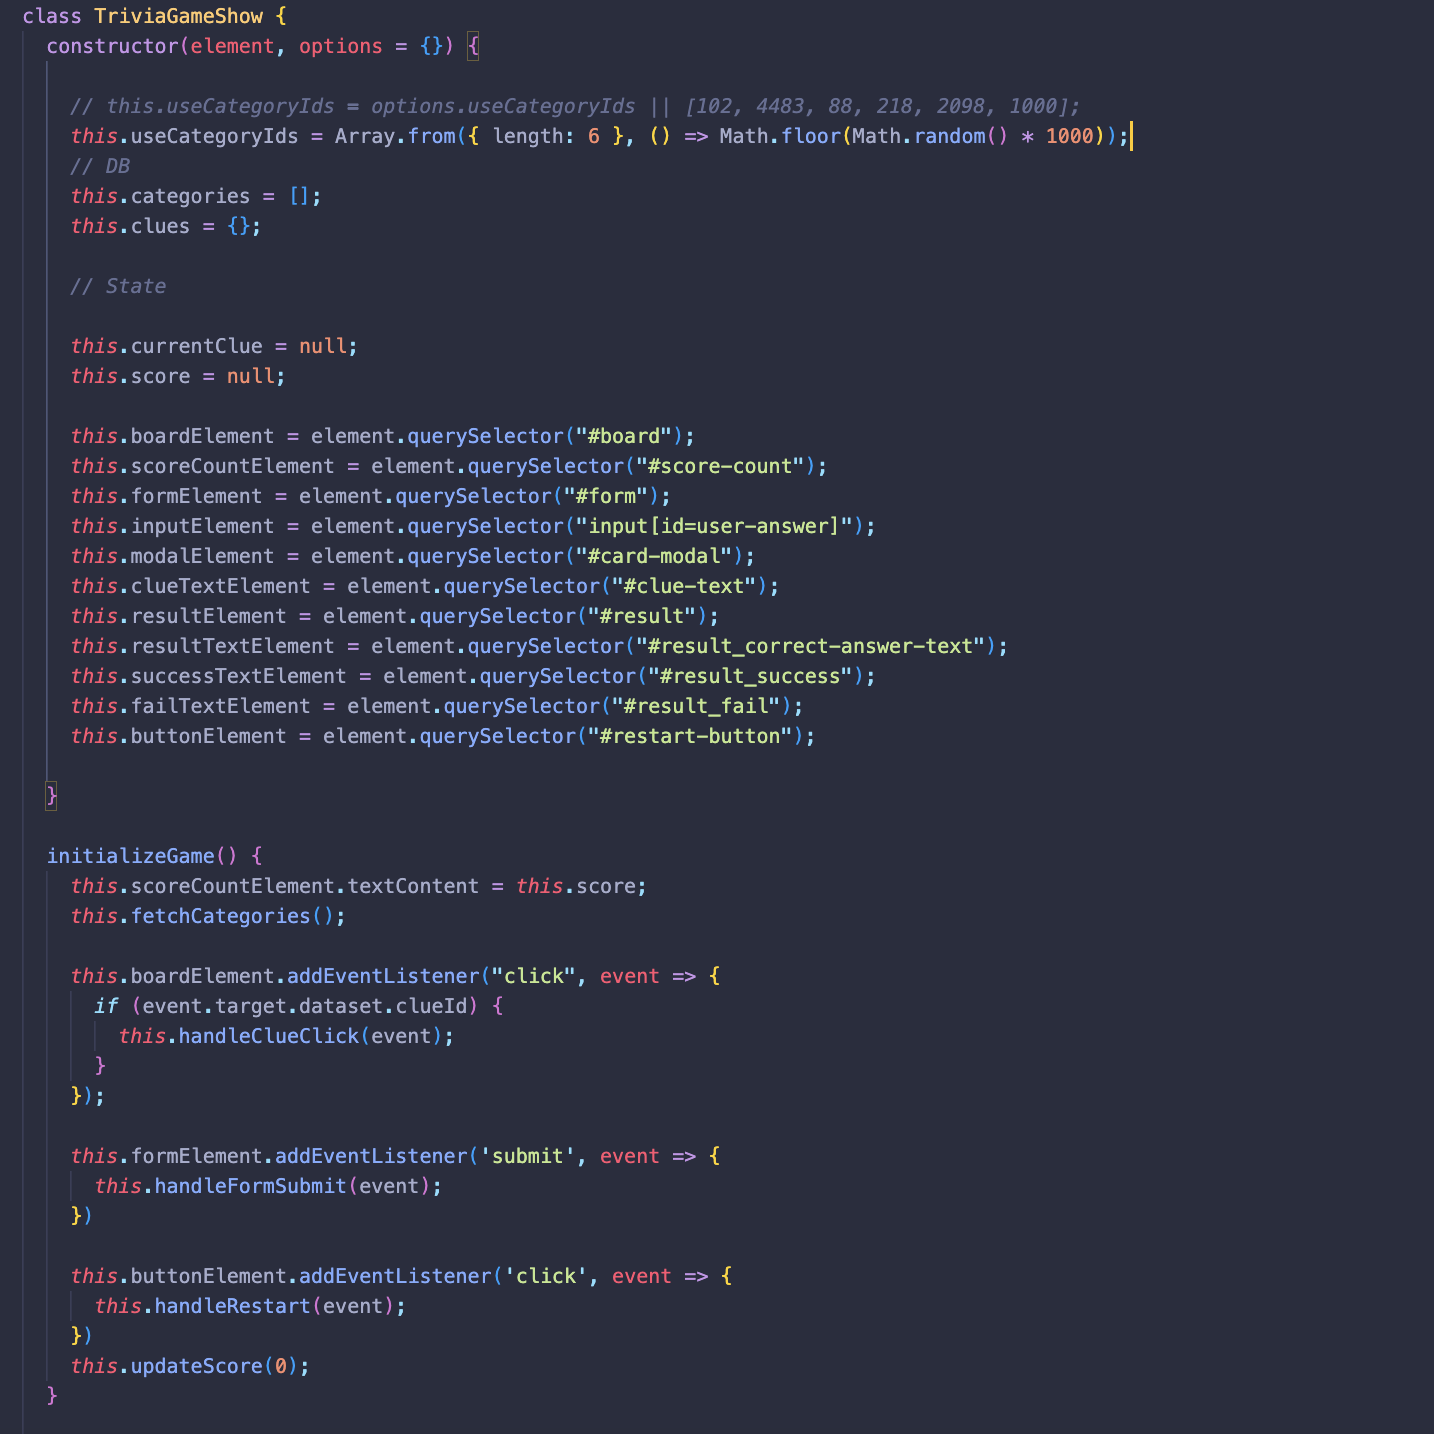 class TriviaGameShow {
  constructor(element, options = {}) {

    // this.useCategoryIds = options.useCategoryIds || [102, 4483, 88, 218, 2098, 1000];
    this.useCategoryIds = Array.from({ length: 6 }, () => Math.floor(Math.random() * 1000));
    // DB
    this.categories = [];
    this.clues = {};

    // State

    this.currentClue = null;
    this.score = null;

    this.boardElement = element.querySelector("#board");
    this.scoreCountElement = element.querySelector("#score-count");
    this.formElement = element.querySelector("#form");
    this.inputElement = element.querySelector("input[id=user-answer]");
    this.modalElement = element.querySelector("#card-modal");
    this.clueTextElement = element.querySelector("#clue-text");
    this.resultElement = element.querySelector("#result");
    this.resultTextElement = element.querySelector("#result_correct-answer-text");
    this.successTextElement = element.querySelector("#result_success");
    this.failTextElement = element.querySelector("#result_fail");
    this.buttonElement = element.querySelector("#restart-button");

  }

  initializeGame() {
    this.scoreCountElement.textContent = this.score;
    this.fetchCategories();

    this.boardElement.addEventListener("click", event => {
      if (event.target.dataset.clueId) {
        this.handleClueClick(event);
      }
    });

    this.formElement.addEventListener('submit', event => {
      this.handleFormSubmit(event);
    })

    this.buttonElement.addEventListener('click', event => {
      this.handleRestart(event);
    })
    this.updateScore(0);
  }